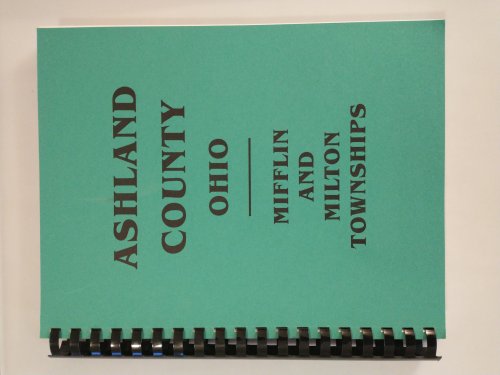 ASHLAND
COUNTY
OHIO
MIFFLIN
AND
MILTON
TOWNSHIPS